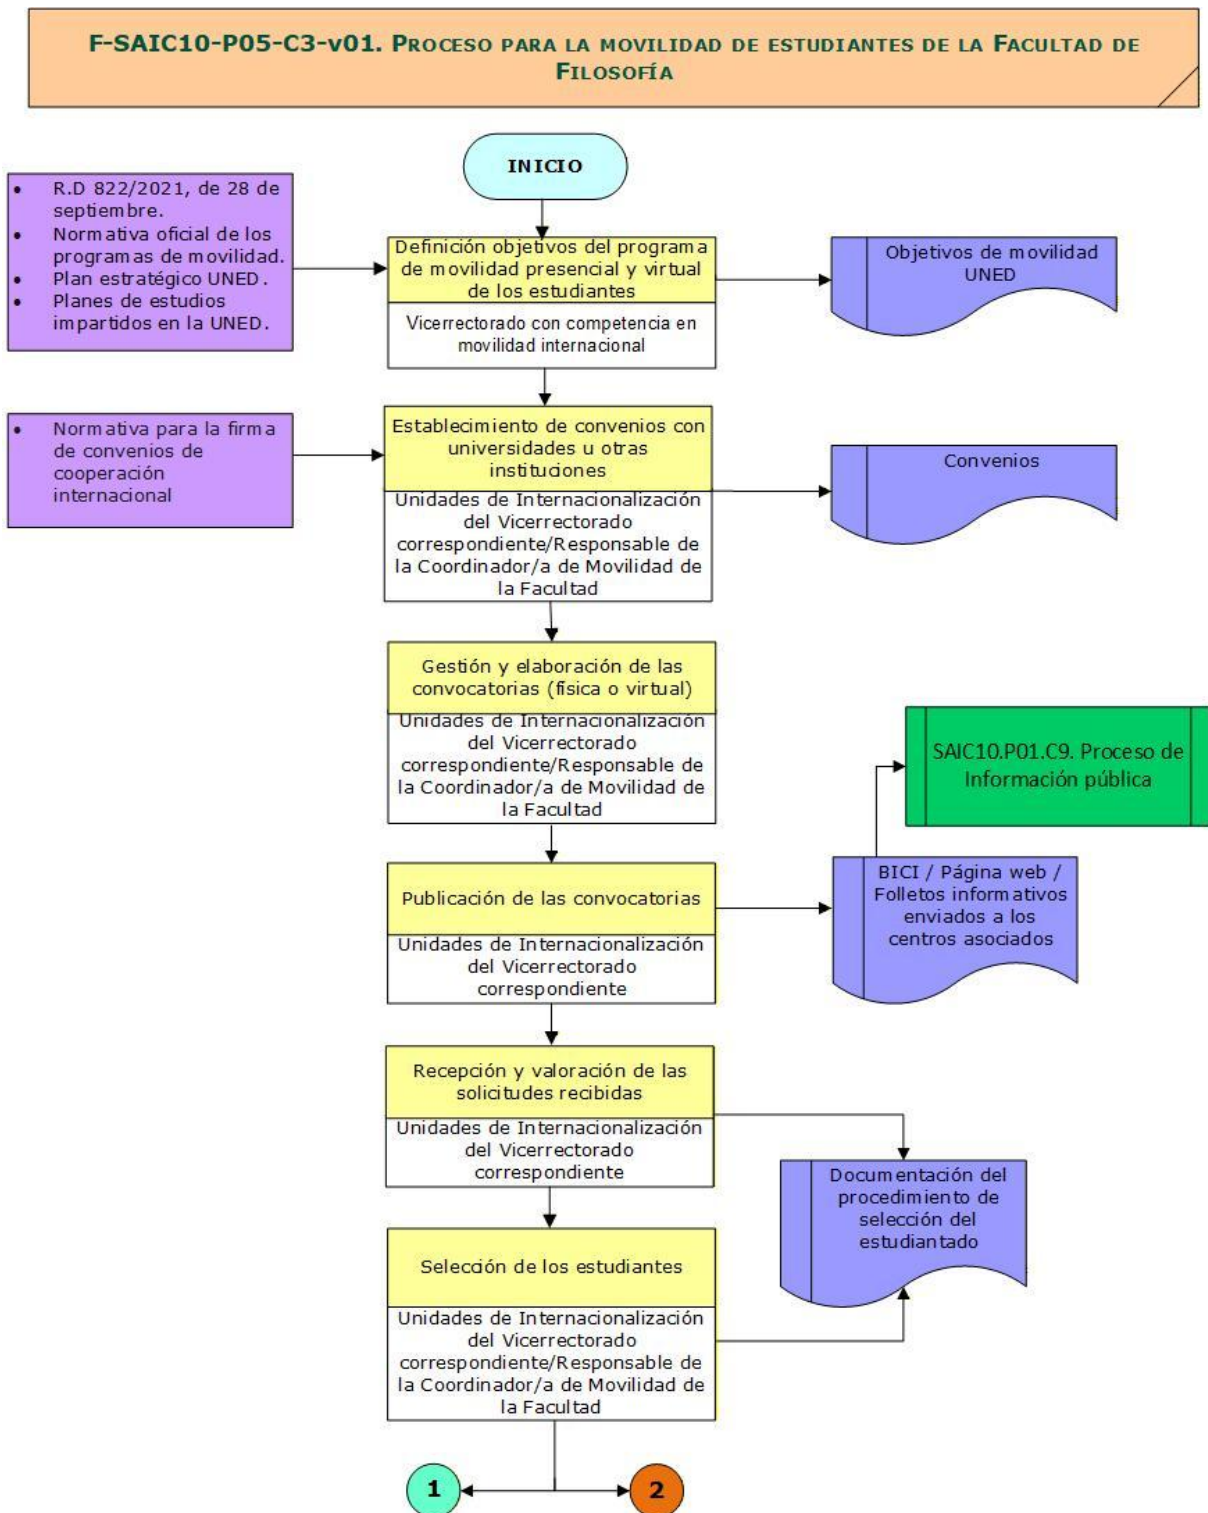 F-SAIC10-P05-C3-v01. PROCESO PARA LA MOVILIDAD DE ESTUDIANTES DE LA FACULTAD DE
FILOSOFÍA
INICIO
• R.D 822/2021, de 28 de
septiembre.
• Normativa oficial de los
programas de movilidad.
• Plan estratégico UNED.
• Planes de estudios
impartidos en la UNED.
Definición objetivos del programa
de movilidad presencial y virtual
de los estudiantes
Vicerrectorado con competencia en
movilidad internacional
Objetivos de movilidad
UNED
• Normativa para la firma
de convenios de
cooperación
internacional
Establecimiento de convenios con
universidades u otras
instituciones
Unidades de Internacionalización
del Vicerrectorado
correspondiente/Responsable de
la Coordinador/a de Movilidad de
la Facultad
Convenios
Gestión y elaboración de las
convocatorias (física o virtual)
Unidades de Internacionalización
del Vicerrectorado
correspondiente/Responsable de
la Coordinador/a de Movilidad de
la Facultad
SAIC10.P01.C9. Proceso de
Información pública
Publicación de las convocatorias
Unidades de Internacionalización
del Vicerrectorado
correspondiente
BICI / Página web /
Folletos informativos
enviados a los
centros asociados
Recepción y valoración de las
solicitudes recibidas
Unidades de Internacionalización
del Vicerrectorado
correspondiente
Documentación del
procedimiento de
selección del
estudiantado
Selección de los estudiantes
Unidades de Internacionalización
del Vicerrectorado
correspondiente/Responsable de
la Coordinador/a de Movilidad de
la Facultad
1
2